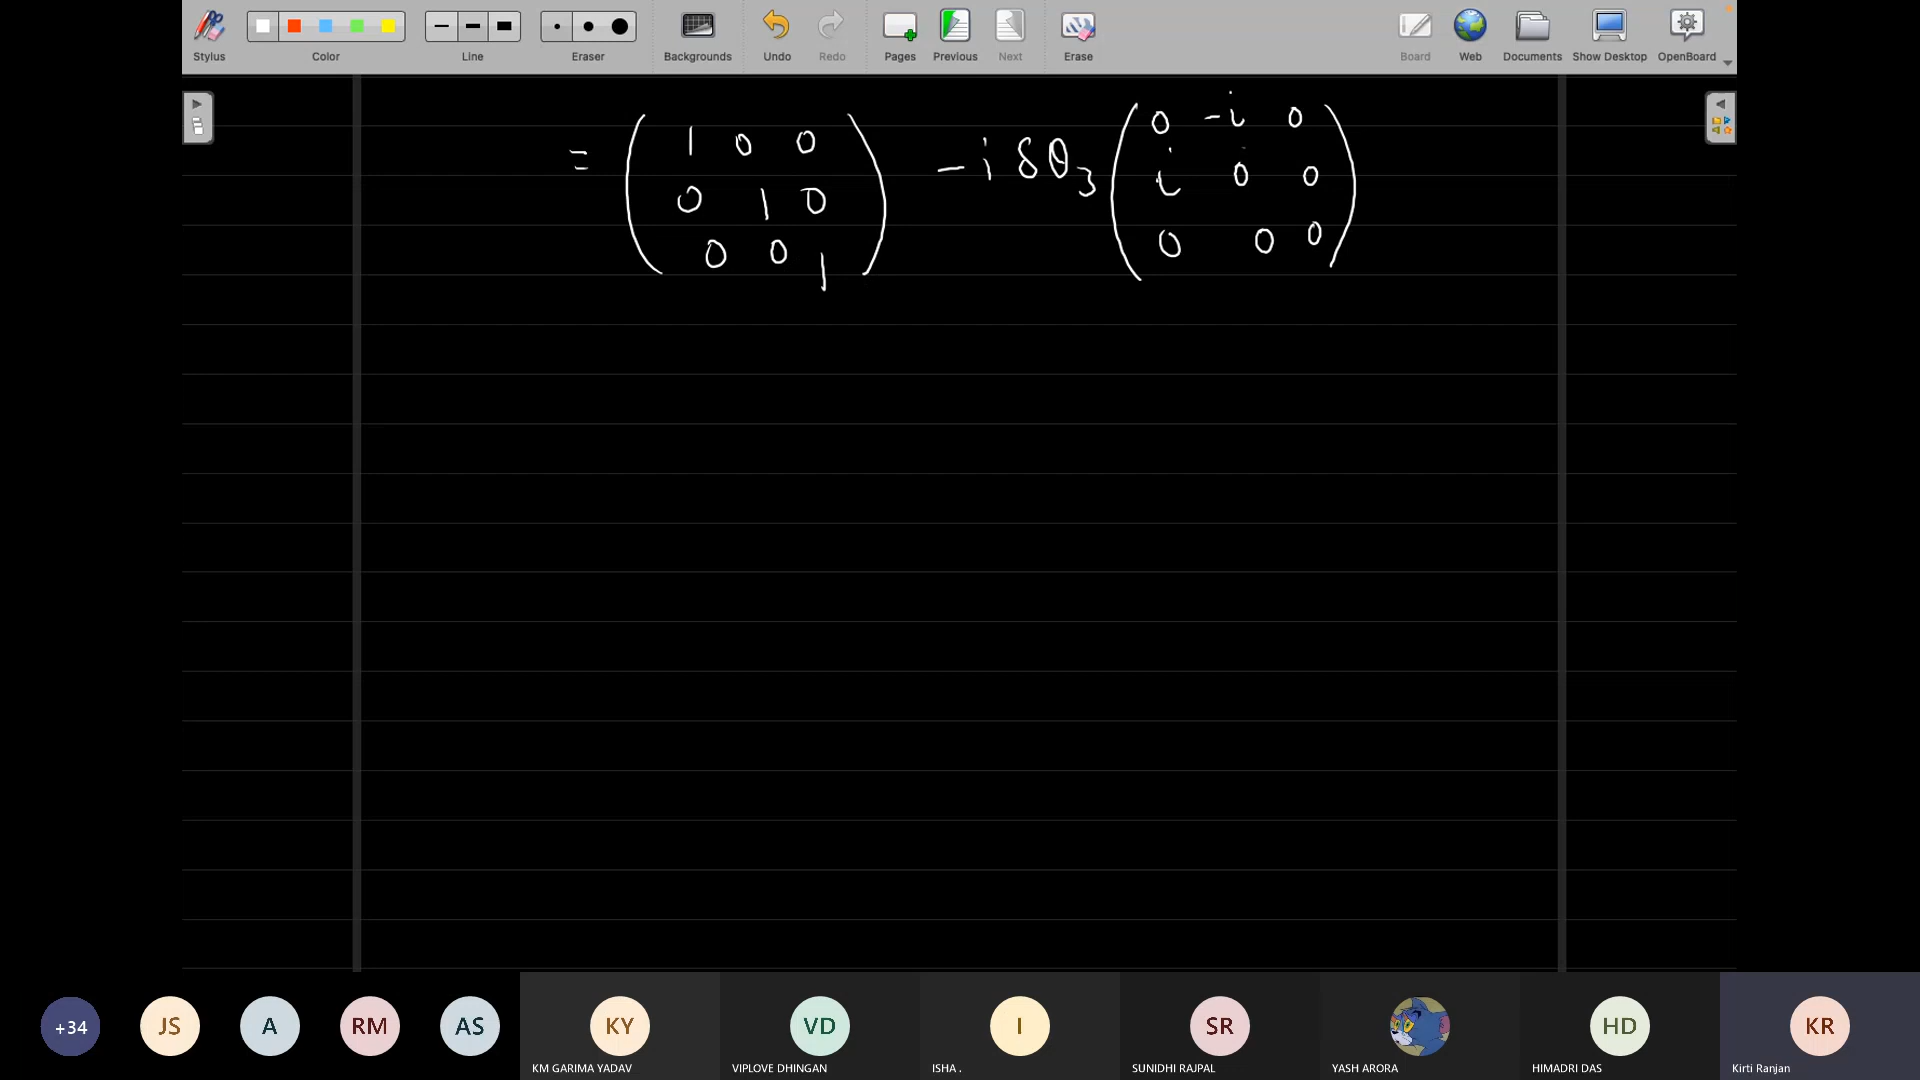 Stylus Color Line Eraser Backgrounds Undo Redo Pages Previous Next Erase Board Web Documents Show Desktop OpenBoard
= ( 1 0 0 ) - i δθ3 ( 0 -i 0 )
( 0 1 0 ) ( i 0 0 )
( 0 0 1 ) ( 0 0 0 )
+34 JS A RM AS KY VD I SR HD KR
KM GARIMA YADAV VIPLOVE DHINGAN ISHA . SUNIDHI RAJPAL YASH ARORA HIMADRI DAS Kirti Ranjan